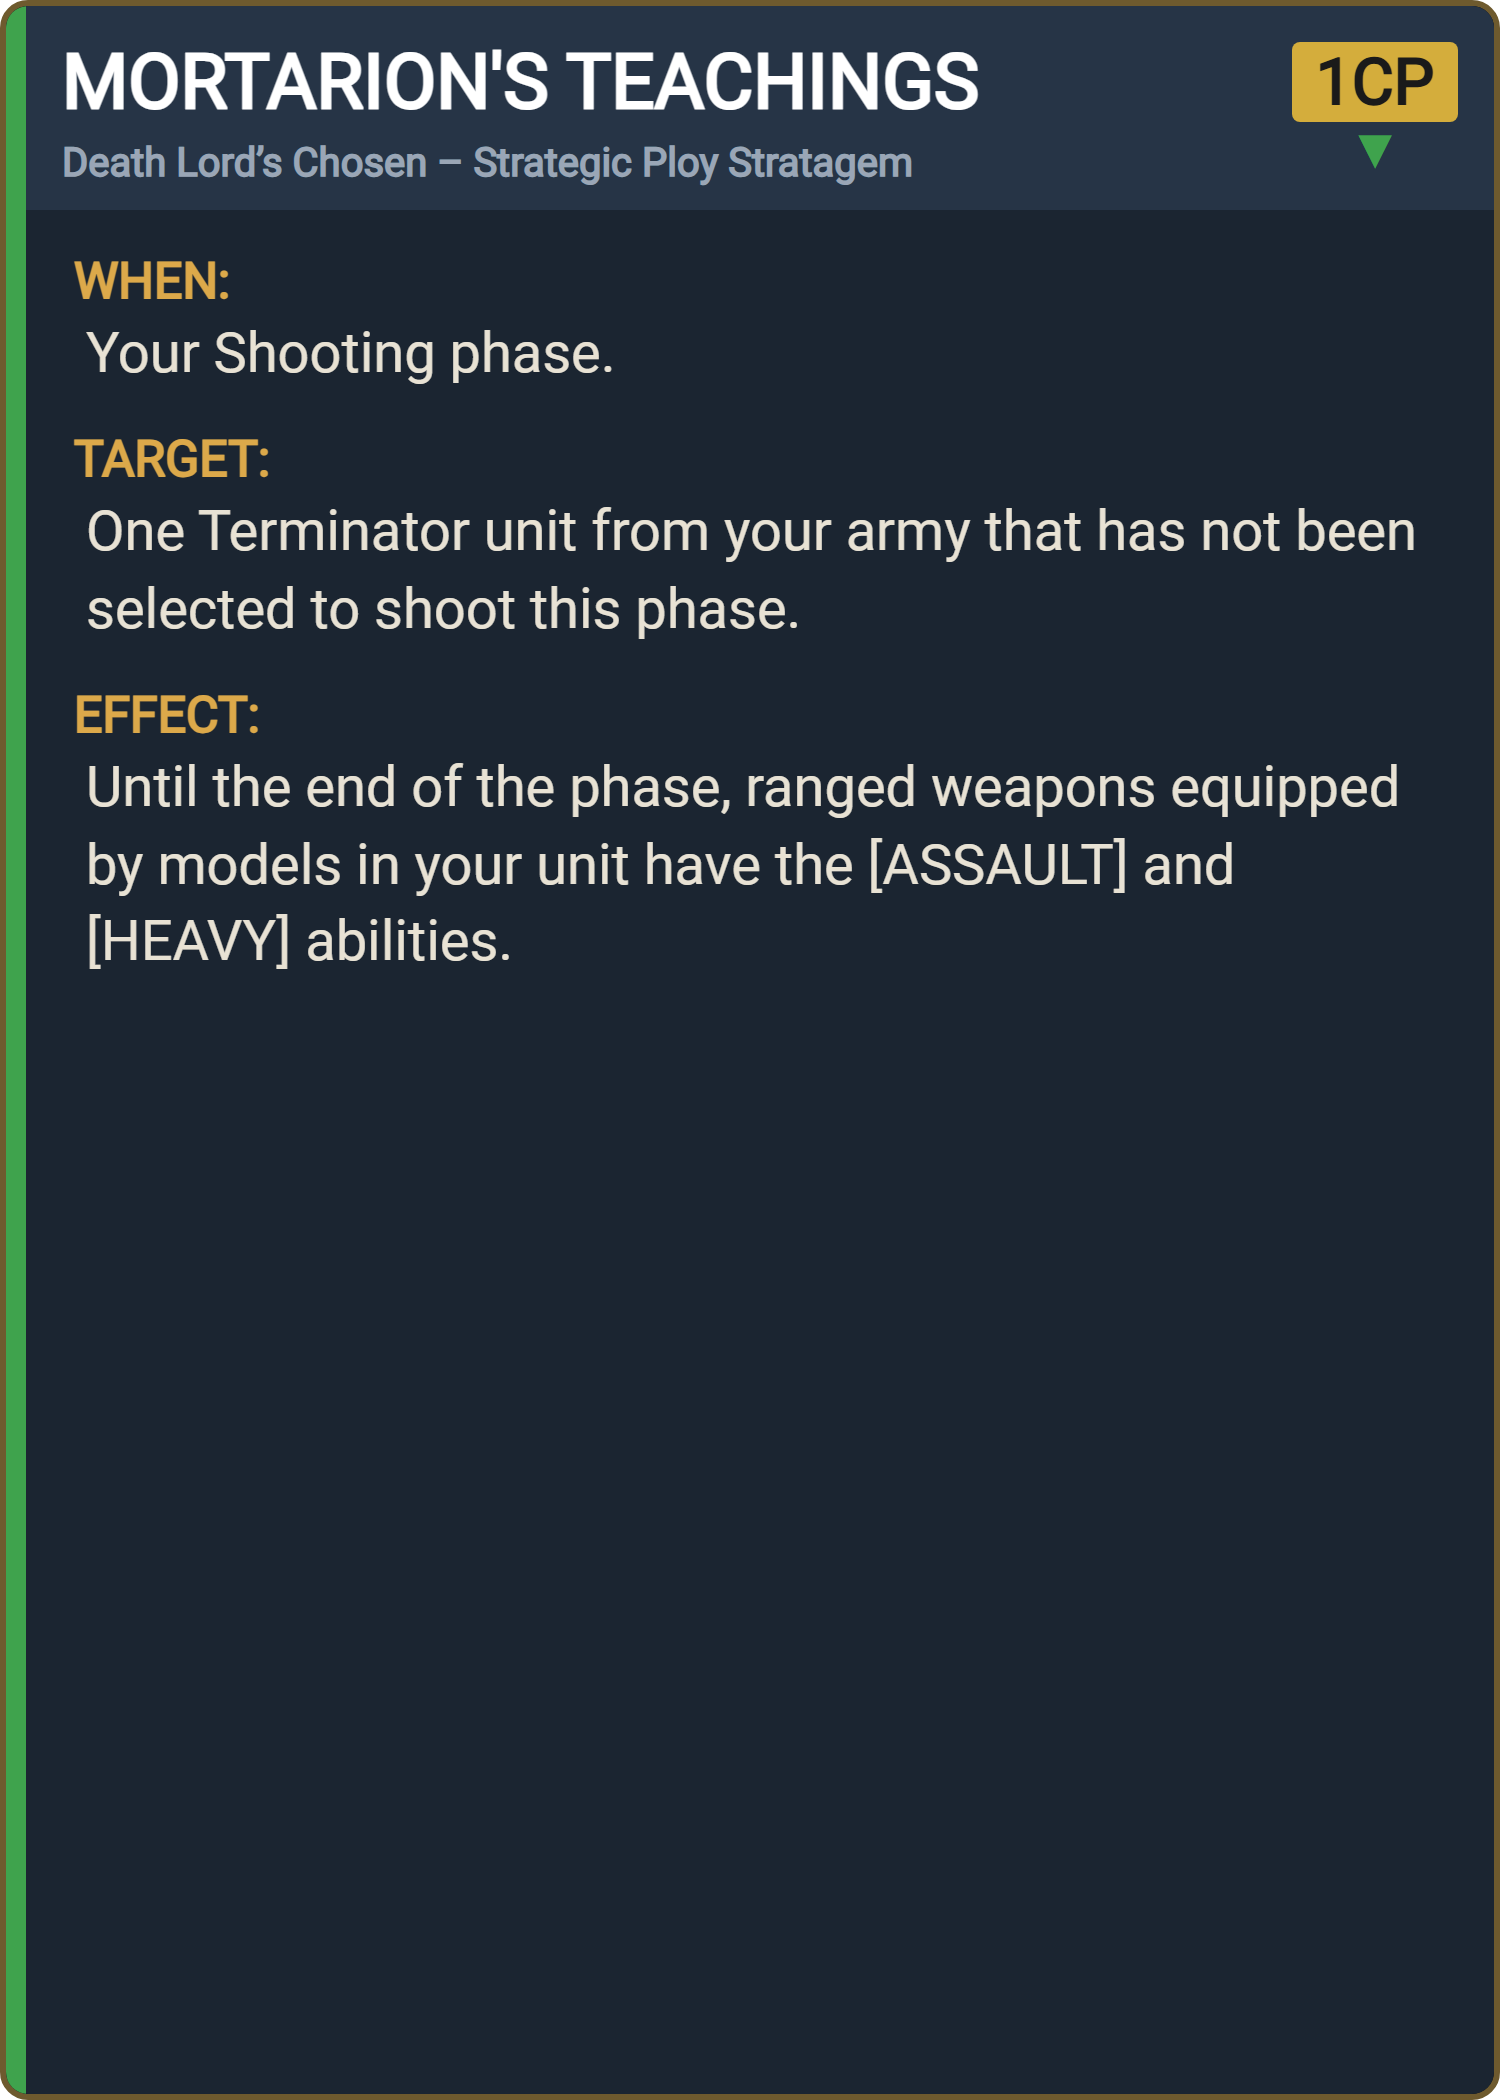 MORTARION'S TEACHINGS
1CP
Death Lord’s Chosen – Strategic Ploy Stratagem
WHEN:
Your Shooting phase.
TARGET:
One Terminator unit from your army that has not been
selected to shoot this phase.
EFFECT:
Until the end of the phase, ranged weapons equipped
by models in your unit have the [ASSAULT] and
[HEAVY] abilities.